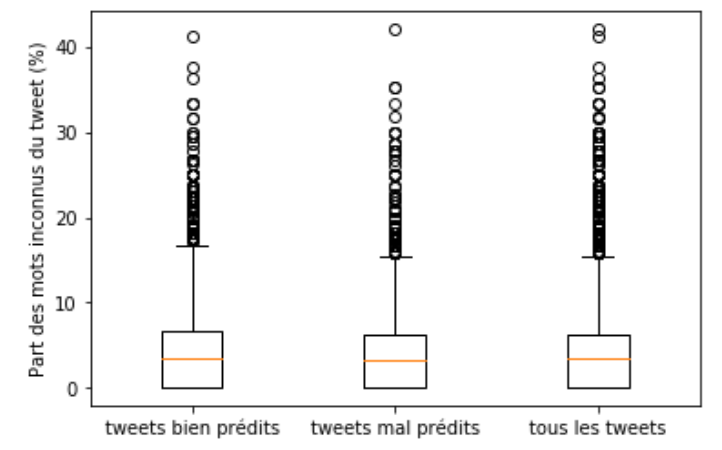 Part des mots inconnus du tweet (%)
40
30
20
10
0
tweets bien prédits
tweets mal prédits
tous les tweets